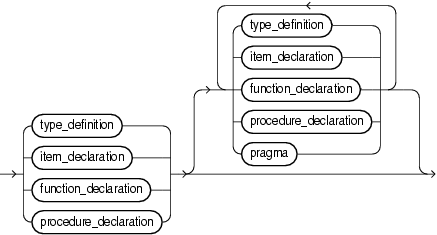 type_definition
item_declaration
function_declaration
procedure_declaration
pragma
type_definition
item_declaration
function_declaration
procedure_declaration